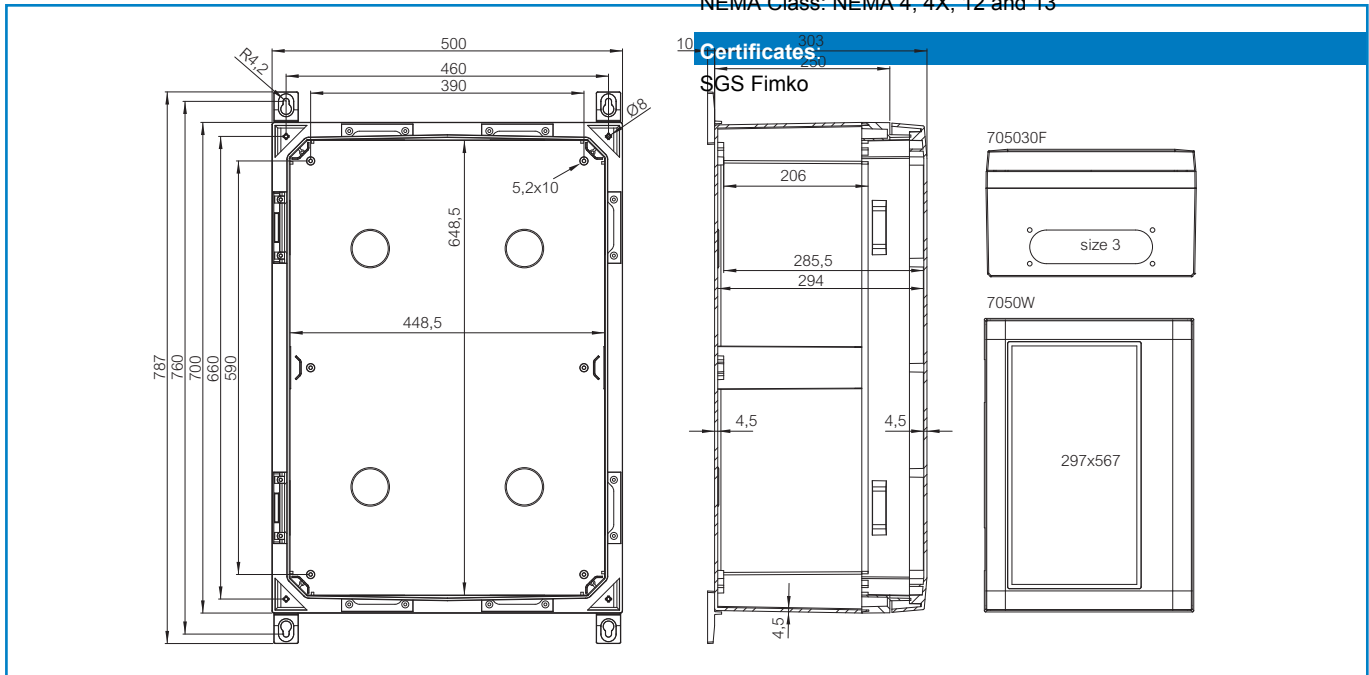 NEMA Class: NEMA 4, 4X, 12 and 13
Certificates:
SGS Fimko
500
460
390
R4,2
Ø8
5,2x10
648,5
448,5
787
760
700
660
590
10
303
250
206
285,5
294
4,5
4,5
4,5
705030F
size 3
7050W
297x567